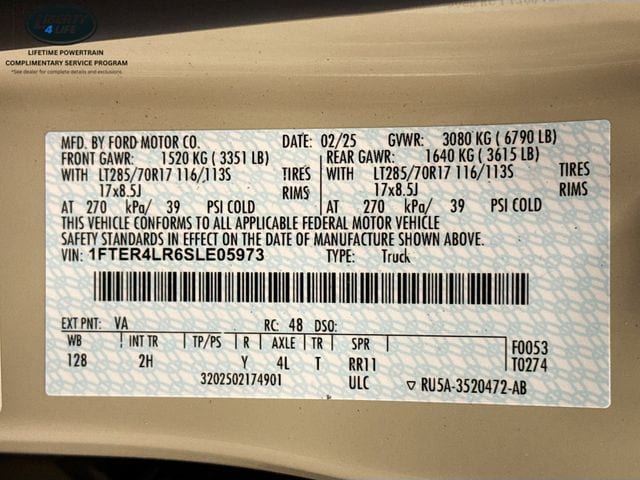 LIBERTY
4 LIFE
LIFETIME POWERTRAIN
COMPLIMENTARY SERVICE PROGRAM
*See dealer for complete details and exclusions.
MFD. BY FORD MOTOR CO. DATE: 02/25 GVWR: 3080 KG ( 6790 LB)
FRONT GAWR: 1520 KG ( 3351 LB) REAR GAWR: 1640 KG ( 3615 LB)
WITH LT285/70R17 116/113S TIRES WITH LT285/70R17 116/113S TIRES
17x8.5J RIMS 17x8.5J RIMS
AT 270 kPa/ 39 PSI COLD AT 270 kPa/ 39 PSI COLD
THIS VEHICLE CONFORMS TO ALL APPLICABLE FEDERAL MOTOR VEHICLE
SAFETY STANDARDS IN EFFECT ON THE DATE OF MANUFACTURE SHOWN ABOVE.
VIN: 1FTER4LR6SLE05973 TYPE: Truck
EXT PNT: VA RC: 48 DSO:
WB INT TR TP/PS R AXLE TR SPR F0053
128 2H Y 4L T RR11 T0274
3202502174901 ULC ▽ RU5A-3520472-AB